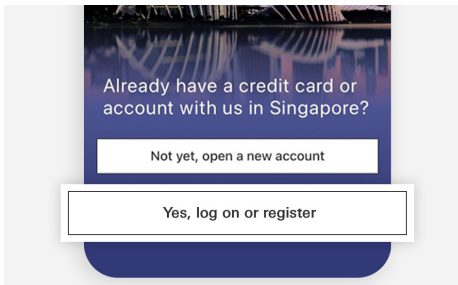 Already have a credit card or
account with us in Singapore?
Not yet, open a new account
Yes, log on or register